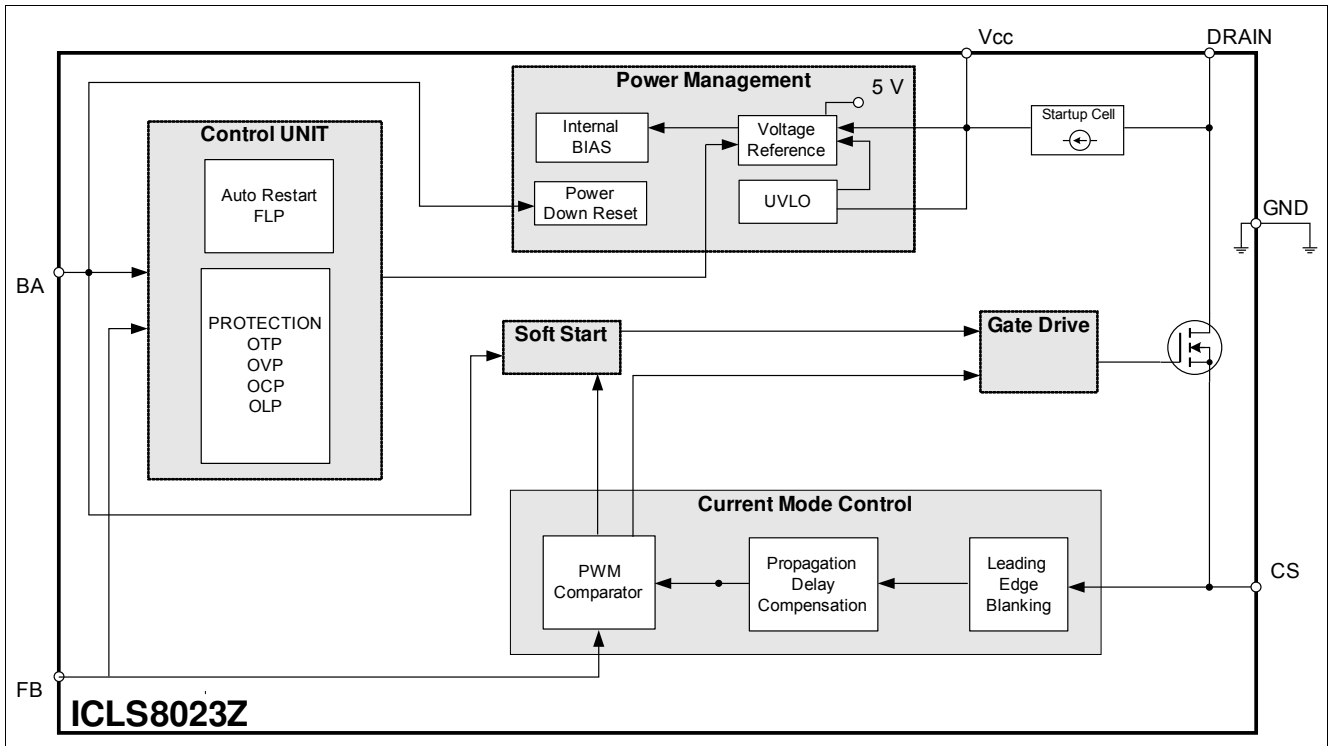 Vcc
DRAIN
Power Management
5 V
Control UNIT
Internal
BIAS
Voltage
Reference
Startup Cell
Auto Restart
FLP
Power
Down Reset
UVLO
GND
BA
PROTECTION
OTP
OVP
OCP
OLP
Soft Start
Gate Drive
Current Mode Control
PWM
Comparator
Propagation
Delay
Compensation
Leading
Edge
Blanking
CS
FB
ICLS8023Z